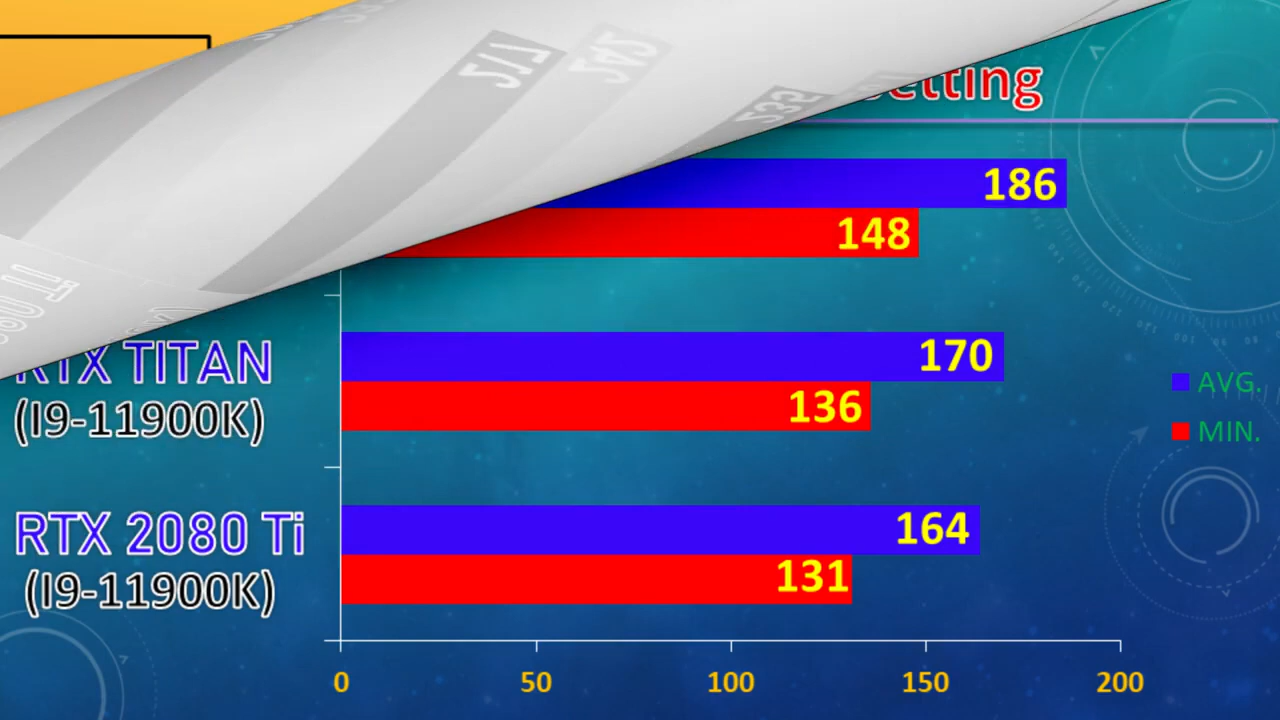 etting
186
148
RTX TITAN
(I9-11900K)
170
136
AVG.
MIN.
RTX 2080 Ti
(I9-11900K)
164
131
0 50 100 150 200